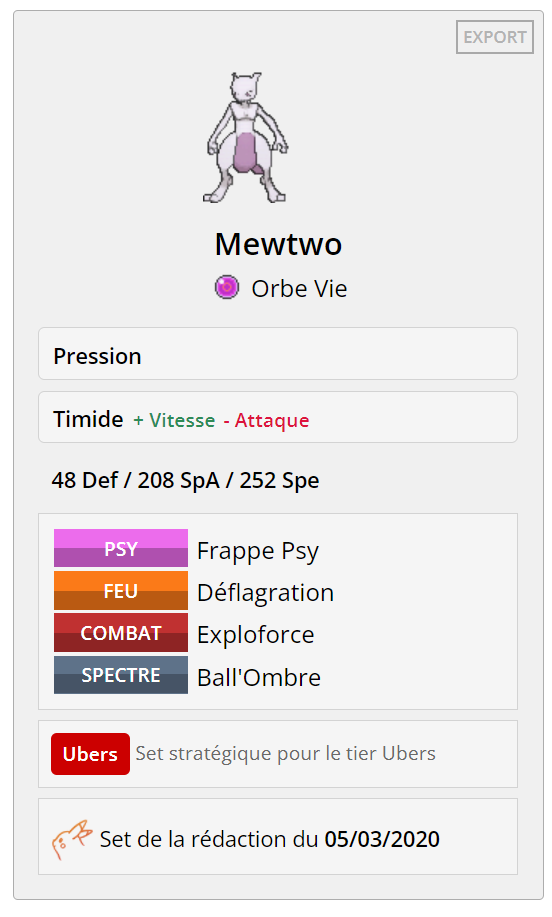 EXPORT
Mewtwo
Orbe Vie
Pression
Timide + Vitesse - Attaque
48 Def / 208 SpA / 252 Spe
PSY Frappe Psy
FEU Déflagration
COMBAT Exploforce
SPECTRE Ball'Ombre
Ubers Set stratégique pour le tier Ubers
Set de la rédaction du 05/03/2020